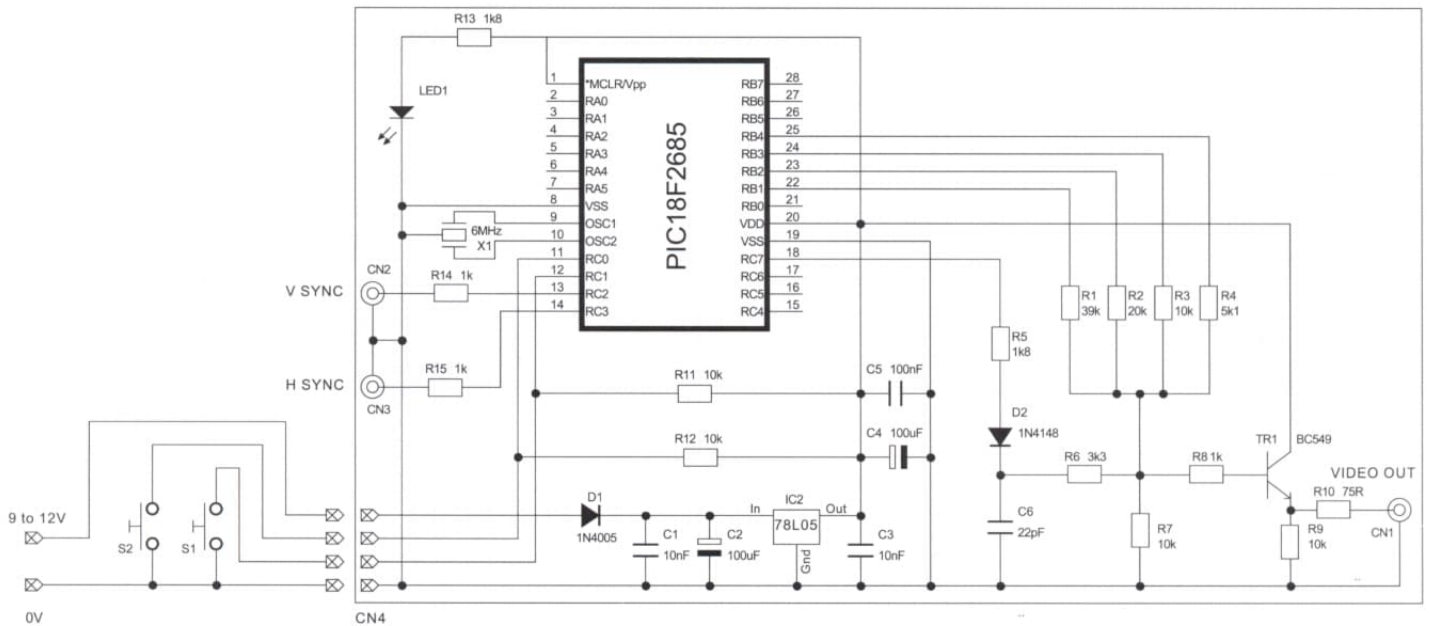 R13 1k8
LED1
1 *MCLR/Vpp RB7 28
2 RA0 RB6 27
3 RA1 RB5 26
4 RA2 RB4 25
5 RA3 RB3 24
6 RA4 RB2 23
7 RA5 RB1 22
8 VSS RB0 21
9 OSC1 VDD 20
10 OSC2 VSS 19
11 RC0 RC7 18
12 RC1 RC6 17
13 RC2 RC5 16
14 RC3 RC4 15
PIC18F2685
6MHz
X1
CN2
V SYNC
R14 1k
H SYNC
R15 1k
CN3
R1
39k
R2
20k
R3
10k
R4
5k1
R5
1k8
R11 10k
C5 100nF
R12 10k
C4 100uF
D2
1N4148
R6 3k3
R8 1k
TR1 BC549
VIDEO OUT
R10 75R
CN1
R9
10k
R7
10k
C6
22pF
9 to 12V
S2
S1
D1
1N4005
C1
10nF
C2
100uF
IC2
In
78L05
Out
Gnd
C3
10nF
0V
CN4